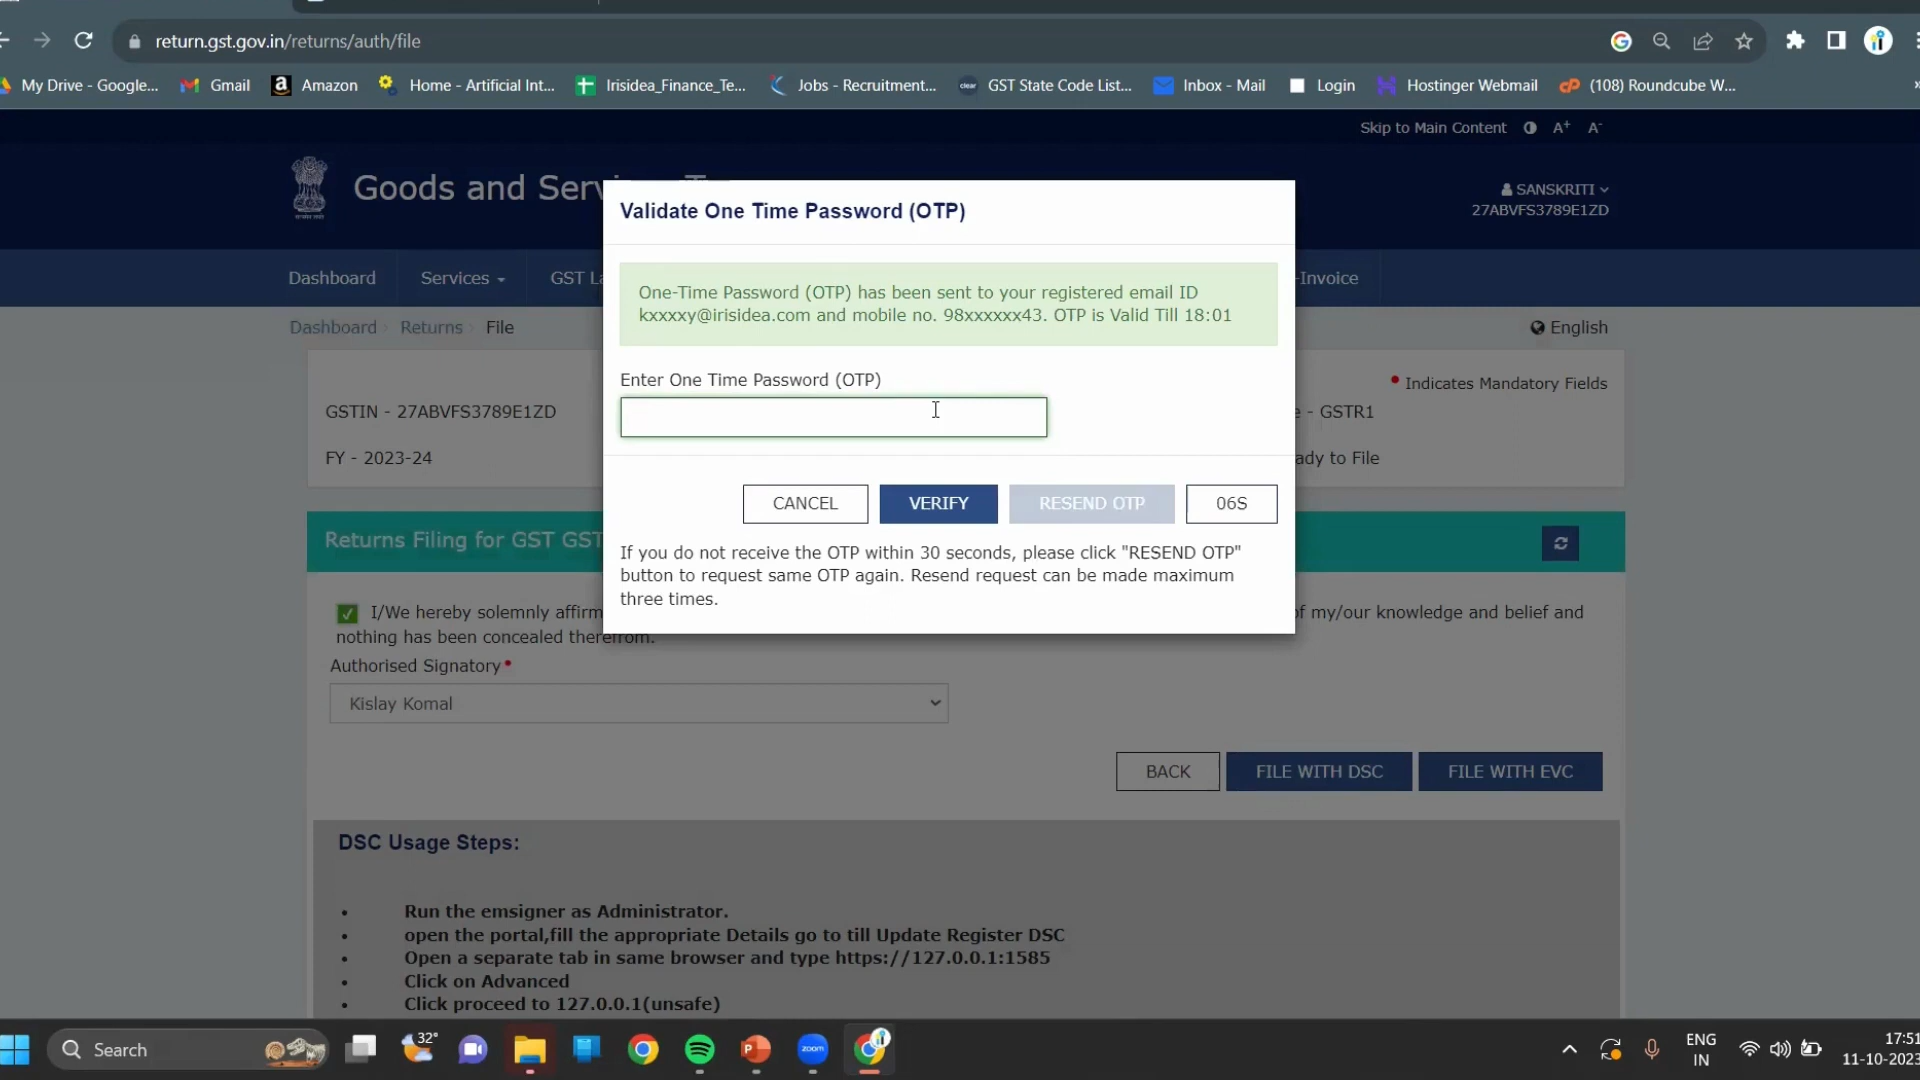 return.gst.gov.in/returns/auth/file
My Drive - Google...
Gmail
Amazon
Home - Artificial Int...
Irisidea_Finance_Te...
Jobs - Recruitment...
GST State Code List...
Inbox - Mail
Login
Hostinger Webmail
(108) Roundcube W...
Skip to Main Content
A+ A-
Goods and Serv
SANSKRITI
27ABVFS3789E1ZD
Dashboard
Services
GST La
-Invoice
Dashboard
Returns
File
English
Validate One Time Password (OTP)
One-Time Password (OTP) has been sent to your registered email ID
kxxxxy@irisidea.com and mobile no. 98xxxxxx43. OTP is Valid Till 18:01
Enter One Time Password (OTP)
CANCEL
VERIFY
RESEND OTP
06S
If you do not receive the OTP within 30 seconds, please click "RESEND OTP"
button to request same OTP again. Resend request can be made maximum
three times.
• Indicates Mandatory Fields
GSTIN - 27ABVFS3789E1ZD
e - GSTR1
FY - 2023-24
ady to File
Returns Filing for GST GST
I/We hereby solemnly affirm
of my/our knowledge and belief and
nothing has been concealed therefrom.
Authorised Signatory•
Kislay Komal
BACK
FILE WITH DSC
FILE WITH EVC
DSC Usage Steps:
• Run the emsigner as Administrator.
• open the portal,fill the appropriate Details go to till Update Register DSC
• Open a separate tab in same browser and type https://127.0.0.1:1585
• Click on Advanced
• Click proceed to 127.0.0.1(unsafe)
Search
32°
zoom
ENG
IN
17:51
11-10-2023